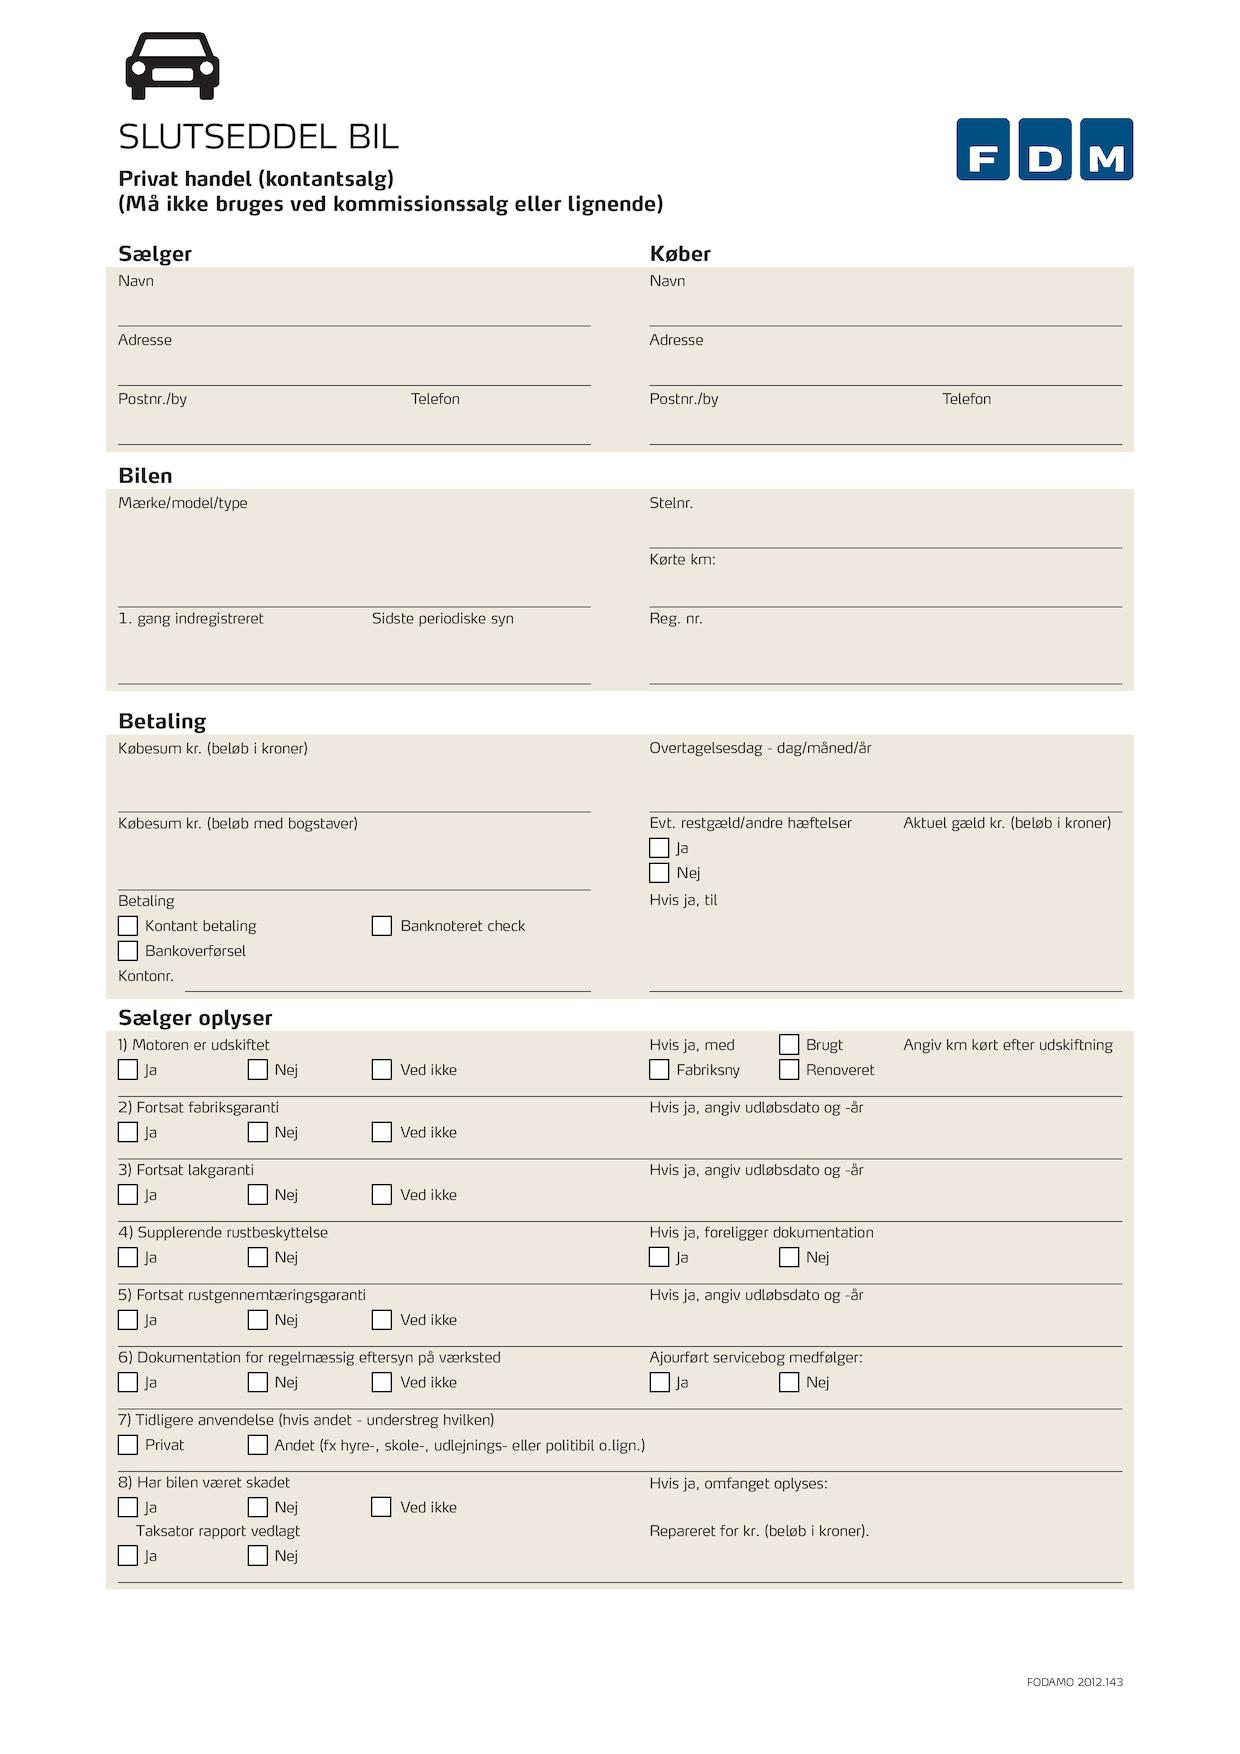 SLUTSEDDEL BIL
FDM
Privat handel (kontantsalg)
(Må ikke bruges ved kommissionssalg eller lignende)
Sælger
Køber
Navn
Navn
Adresse
Adresse
Postnr./by Telefon
Postnr./by Telefon
Bilen
Mærke/model/type
Stelnr.
Kørte km:
1. gang indregistreret Sidste periodiske syn
Reg. nr.
Betaling
Købesum kr. (beløb i kroner)
Overtagelsesdag - dag/måned/år
Købesum kr. (beløb med bogstaver)
Evt. restgæld/andre hæftelser Aktuel gæld kr. (beløb i kroner)
Ja
Nej
Betaling
Hvis ja, til
Kontant betaling Banknoteret check
Bankoverførsel
Kontonr.
Sælger oplyser
1) Motoren er udskiftet
Hvis ja, med Brugt Angiv km kørt efter udskiftning
Ja Nej Ved ikke
Fabriksny Renoveret
2) Fortsat fabriksgaranti
Hvis ja, angiv udløbsdato og -år
Ja Nej Ved ikke
3) Fortsat lakgaranti
Hvis ja, angiv udløbsdato og -år
Ja Nej Ved ikke
4) Supplerende rustbeskyttelse
Hvis ja, foreligger dokumentation
Ja Nej
Ja Nej
5) Fortsat rustgennemtæringsgaranti
Hvis ja, angiv udløbsdato og -år
Ja Nej Ved ikke
6) Dokumentation for regelmæssig eftersyn på værksted
Ajourført servicebog medfølger:
Ja Nej Ved ikke
Ja Nej
7) Tidligere anvendelse (hvis andet - understreg hvilken)
Privat Andet (fx hyre-, skole-, udlejnings- eller politibil o.lign.)
8) Har bilen været skadet
Hvis ja, omfanget oplyses:
Ja Nej Ved ikke
Taksator rapport vedlagt
Repareret for kr. (beløb i kroner).
Ja Nej
FODAMO 2012.143